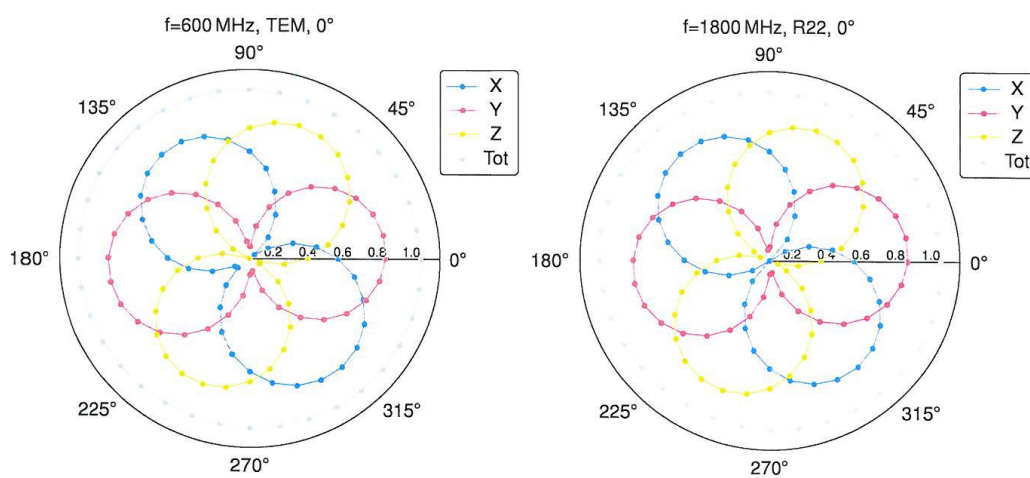 f=600 MHz, TEM, 0°
90°
135°
45°
180°
0.2 0.4 0.6 0.8 1.0
0°
225°
315°
270°
X
Y
Z
Tot
f=1800 MHz, R22, 0°
90°
135°
45°
180°
0.2 0.4 0.6 0.8 1.0
0°
225°
315°
270°
X
Y
Z
Tot